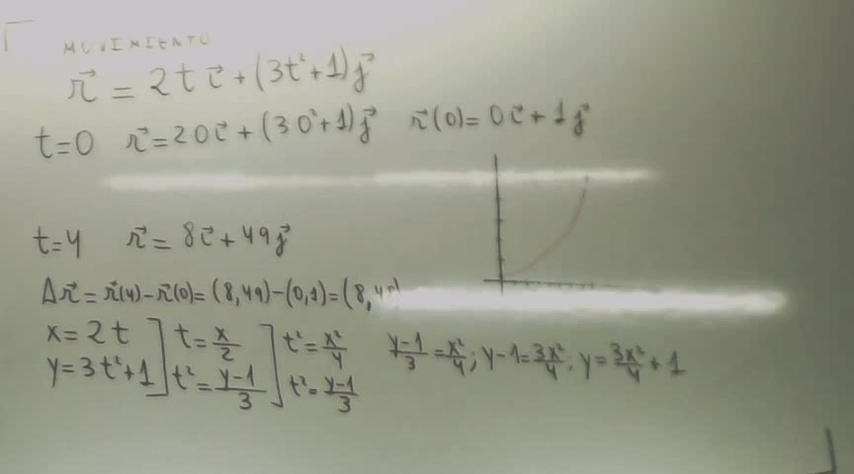 MOVIMIENTO
r⃗ = 2t i⃗ + (3t²+1) j⃗
t=0 r⃗ = 2·0 i⃗ + (3·0²+1) j⃗ r⃗(0) = 0 i⃗ + 1 j⃗
t=4 r⃗ = 8 i⃗ + 49 j⃗
Δr⃗ = r⃗(4) - r⃗(0) = (8,49) - (0,1) = (8,48)
x = 2t ] t = x/2 ] t² = x²/4 (y-1)/3 = x²/4 ; y-1 = 3x²/4 ; y = 3x²/4 + 1
y = 3t²+1 ] t² = (y-1)/3 ] t² = (y-1)/3